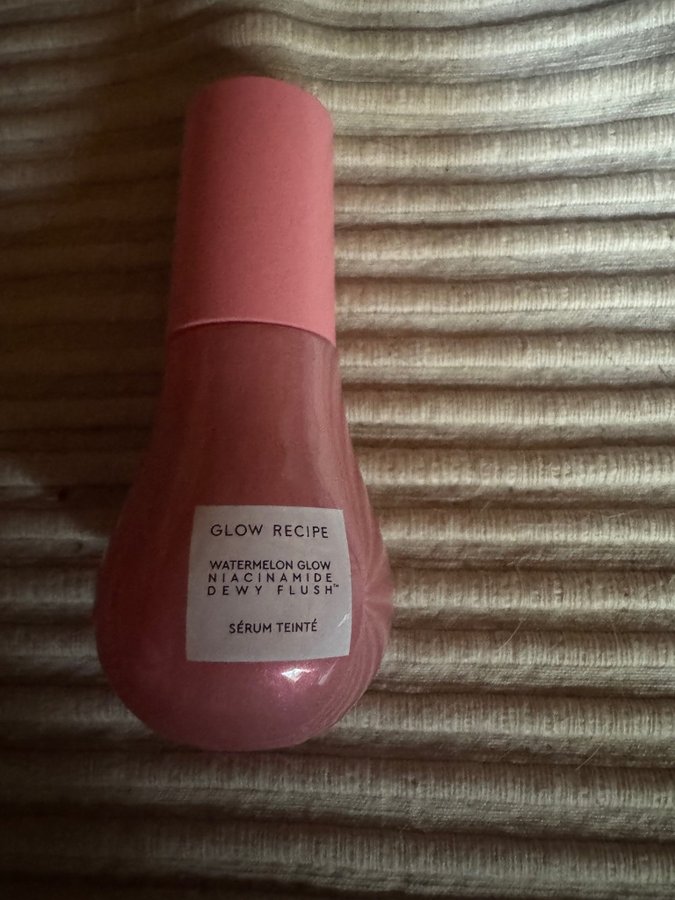 GLOW RECIPE
WATERMELON GLOW
NIACINAMIDE
DEWY FLUSH™
SÉRUM TEINTÉ